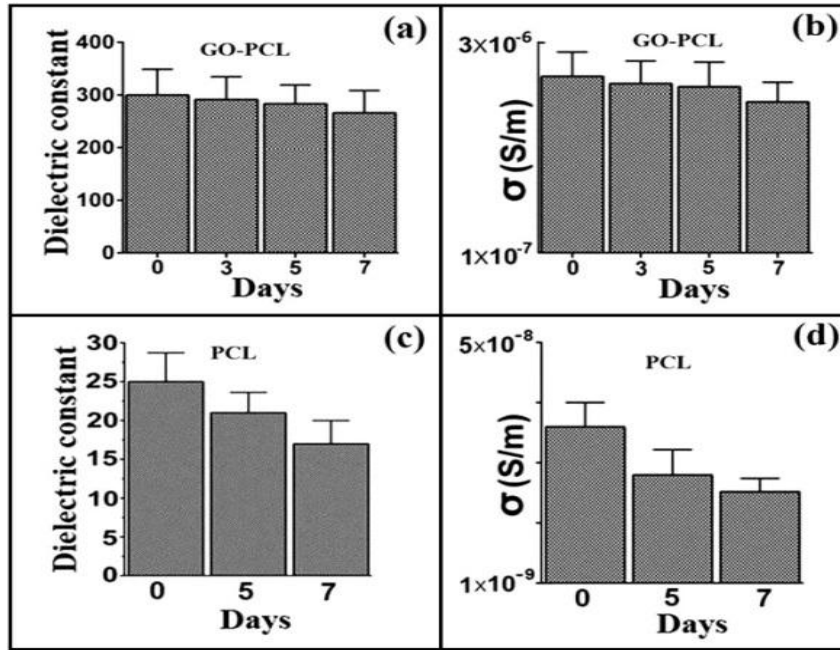 (a)
GO-PCL
Dielectric constant
400
300
200
100
0
0 3 5 7
Days
(b)
GO-PCL
σ (S/m)
3×10⁻⁶
1×10⁻⁷
0 3 5 7
Days
(c)
PCL
Dielectric constant
30
25
20
15
10
5
0
0 5 7
Days
(d)
PCL
σ (S/m)
5×10⁻⁸
1×10⁻⁹
0 5 7
Days